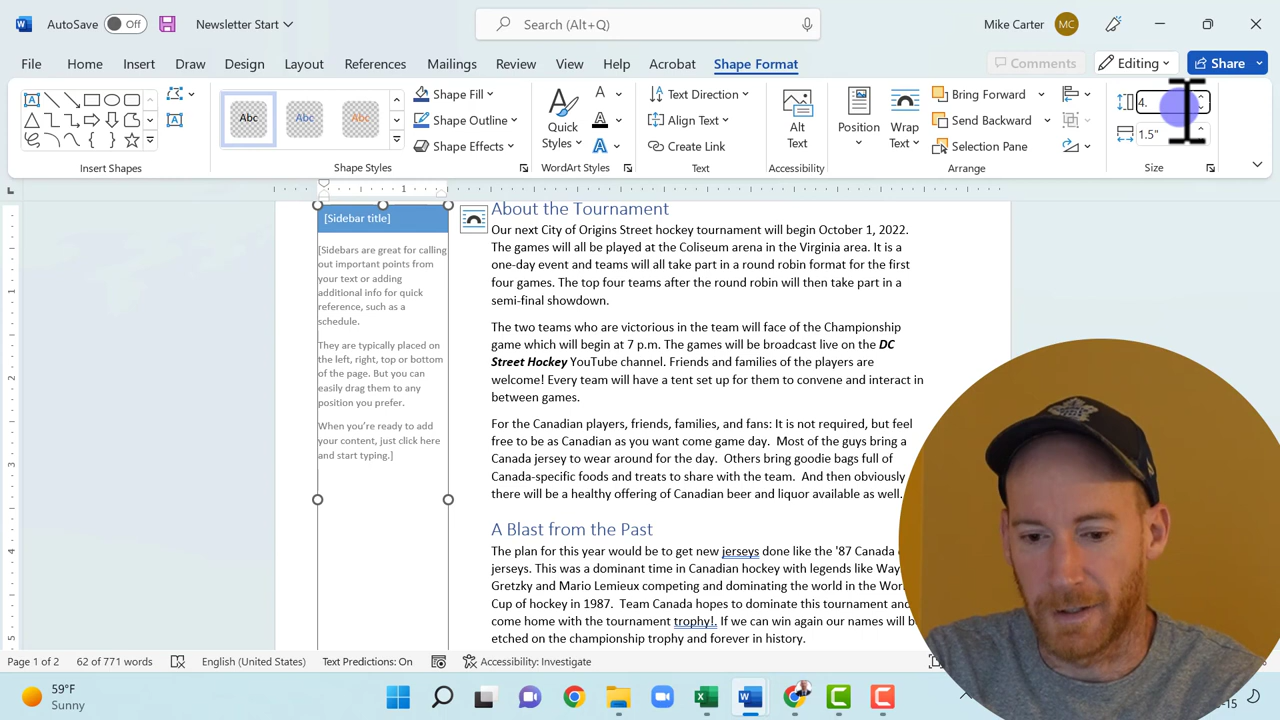 AutoSave Off Newsletter Start Search (Alt+Q) Mike Carter MC
File Home Insert Draw Design Layout References Mailings Review View Help Acrobat Shape Format Comments Editing Share
Abc Abc Abc
Shape Fill
Shape Outline
Shape Effects
Quick
Styles
A
A
A
Text Direction
Align Text
Create Link
Alt
Text
Position
Wrap
Text
Bring Forward
Send Backward
Selection Pane
4.
1.5"
Insert Shapes Shape Styles WordArt Styles Text Accessibility Arrange Size
1
[Sidebar title]
[Sidebars are great for calling
out important points from
your text or adding
additional info for quick
reference, such as a
schedule.
They are typically placed on
the left, right, top or bottom
of the page. But you can
easily drag them to any
position you prefer.
When you're ready to add
your content, just click here
and start typing.]
About the Tournament
Our next City of Origins Street hockey tournament will begin October 1, 2022.
The games will all be played at the Coliseum arena in the Virginia area. It is a
one-day event and teams will all take part in a round robin format for the first
four games. The top four teams after the round robin will then take part in a
semi-final showdown.
The two teams who are victorious in the team will face of the Championship
game which will begin at 7 p.m. The games will be broadcast live on the DC
Street Hockey YouTube channel. Friends and families of the players are
welcome! Every team will have a tent set up for them to convene and interact in
between games.
For the Canadian players, friends, families, and fans: It is not required, but feel
free to be as Canadian as you want come game day. Most of the guys bring a
Canada jersey to wear around for the day. Others bring goodie bags full of
Canada-specific foods and treats to share with the team. And then obviously
there will be a healthy offering of Canadian beer and liquor available as well.
A Blast from the Past
The plan for this year would be to get new jerseys done like the '87 Canada
jerseys. This was a dominant time in Canadian hockey with legends like
Gretzky and Mario Lemieux competing and dominating the world in the
Cup of hockey in 1987. Team Canada hopes to dominate this tournament and
come home with the tournament trophy!. If we can win again our names will be
etched on the championship trophy and forever in history.
1
2
3
4
5
Page 1 of 2 62 of 771 words English (United States) Text Predictions: On Accessibility: Investigate
59°F
Sunny
-15